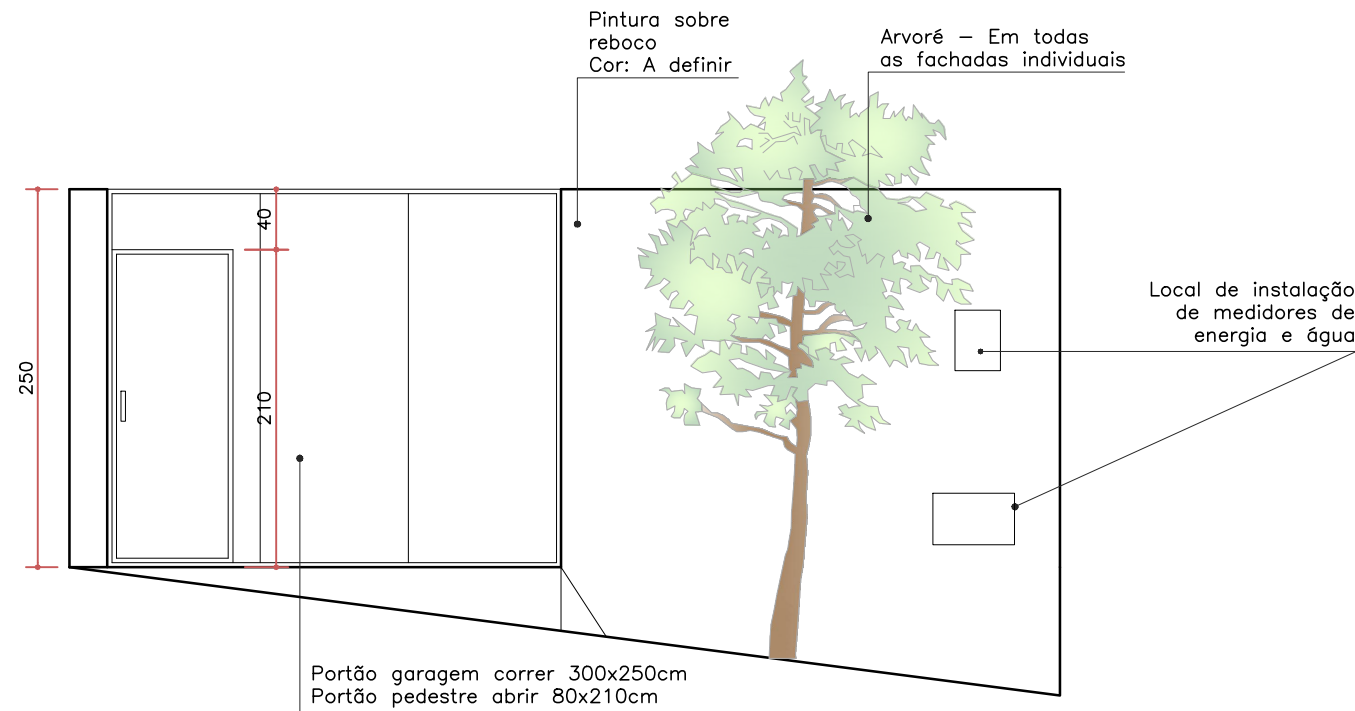 Pintura sobre
reboco
Cor: A definir
Arvoré – Em todas
as fachadas individuais
Local de instalação
de medidores de
energia e água
40
250
210
Portão garagem correr 300x250cm
Portão pedestre abrir 80x210cm